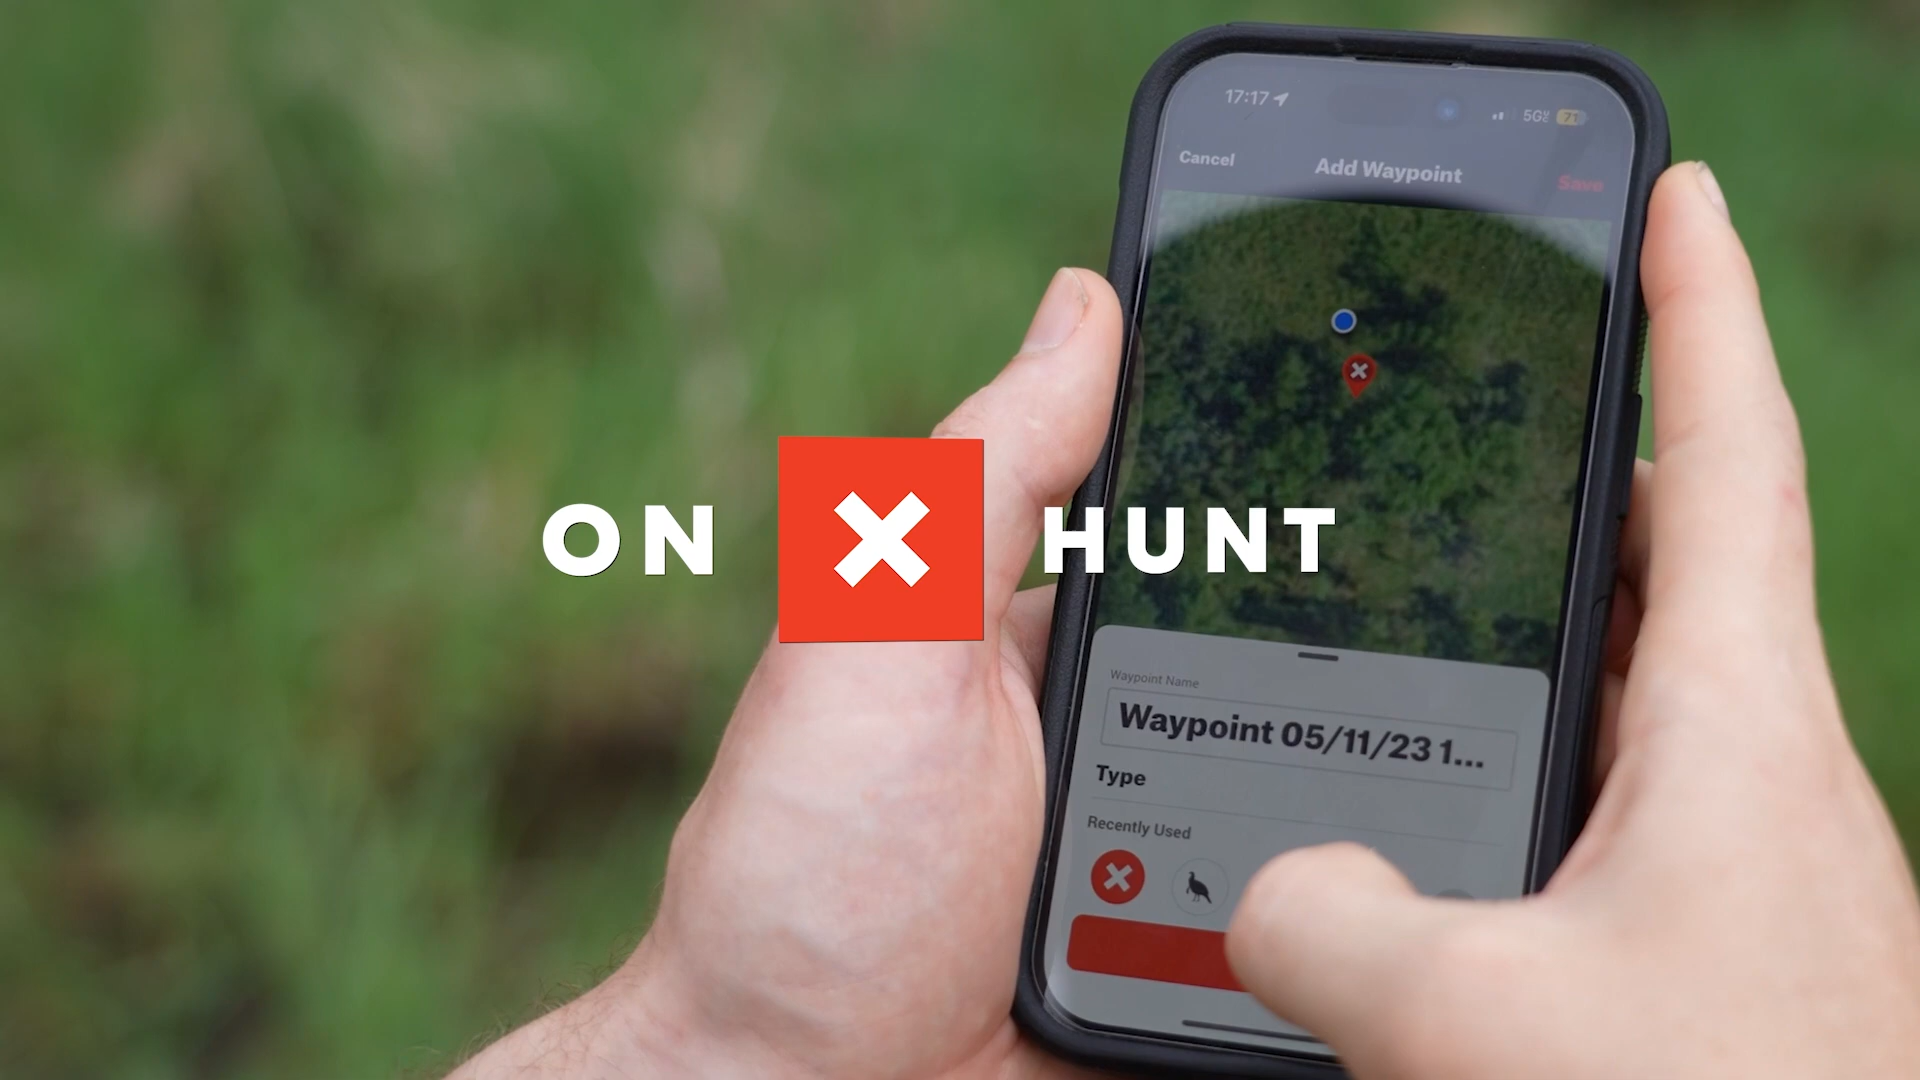 17:17
5G
71
Cancel
Add Waypoint
Save
ON X HUNT
Waypoint Name
Waypoint 05/11/23 1...
Type
Recently Used